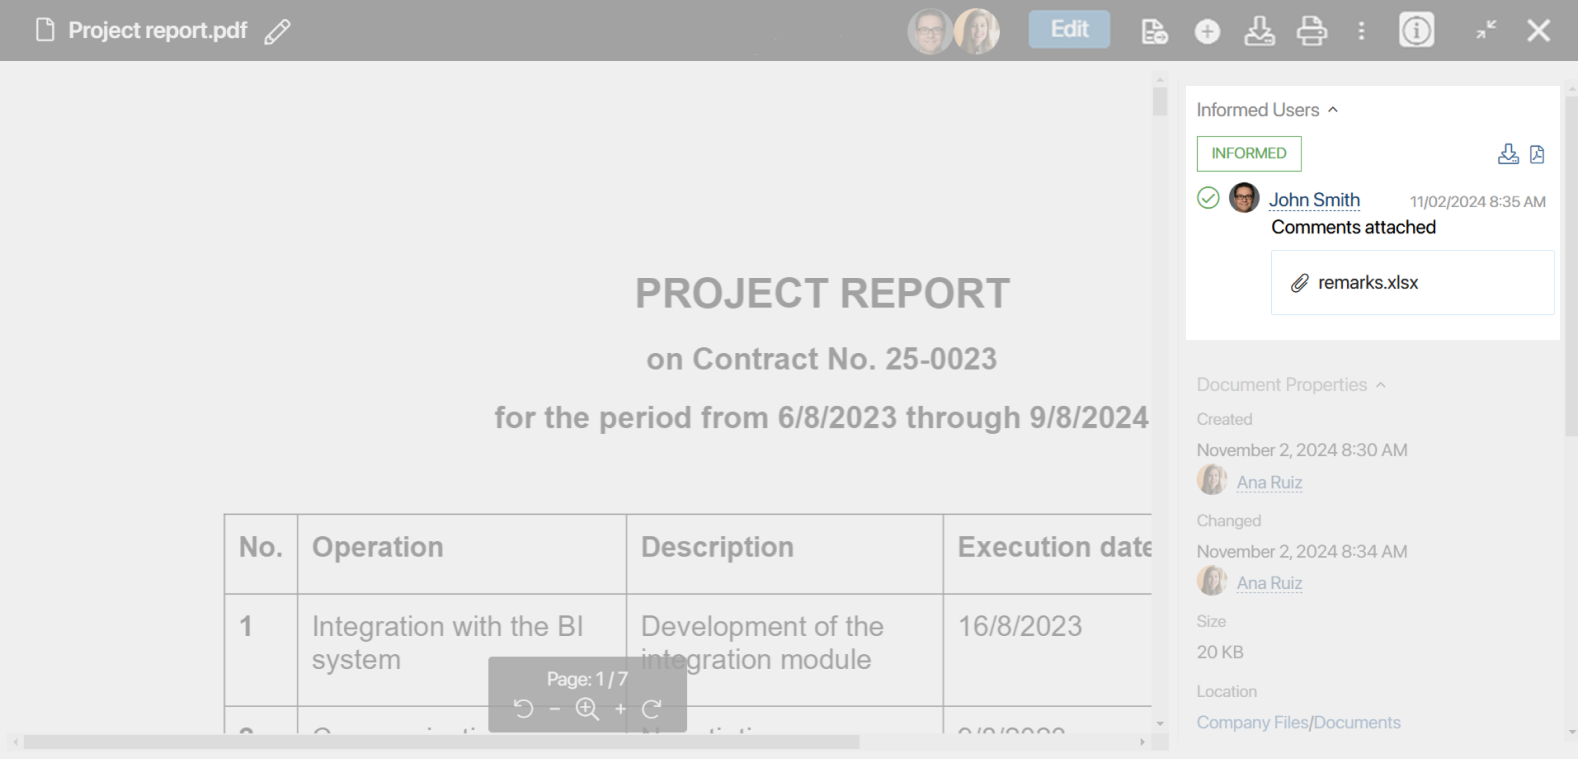 Project report.pdf
Edit
PROJECT REPORT
on Contract No. 25-0023
for the period from 6/8/2023 through 9/8/2024
No. Operation Description Execution date
1 Integration with the BI system Development of the integration module 16/8/2023
Page: 1 / 7
Informed Users
INFORMED
John Smith 11/02/2024 8:35 AM
Comments attached
remarks.xlsx
Document Properties
Created
November 2, 2024 8:30 AM
Ana Ruiz
Changed
November 2, 2024 8:34 AM
Ana Ruiz
Size
20 KB
Location
Company Files/Documents